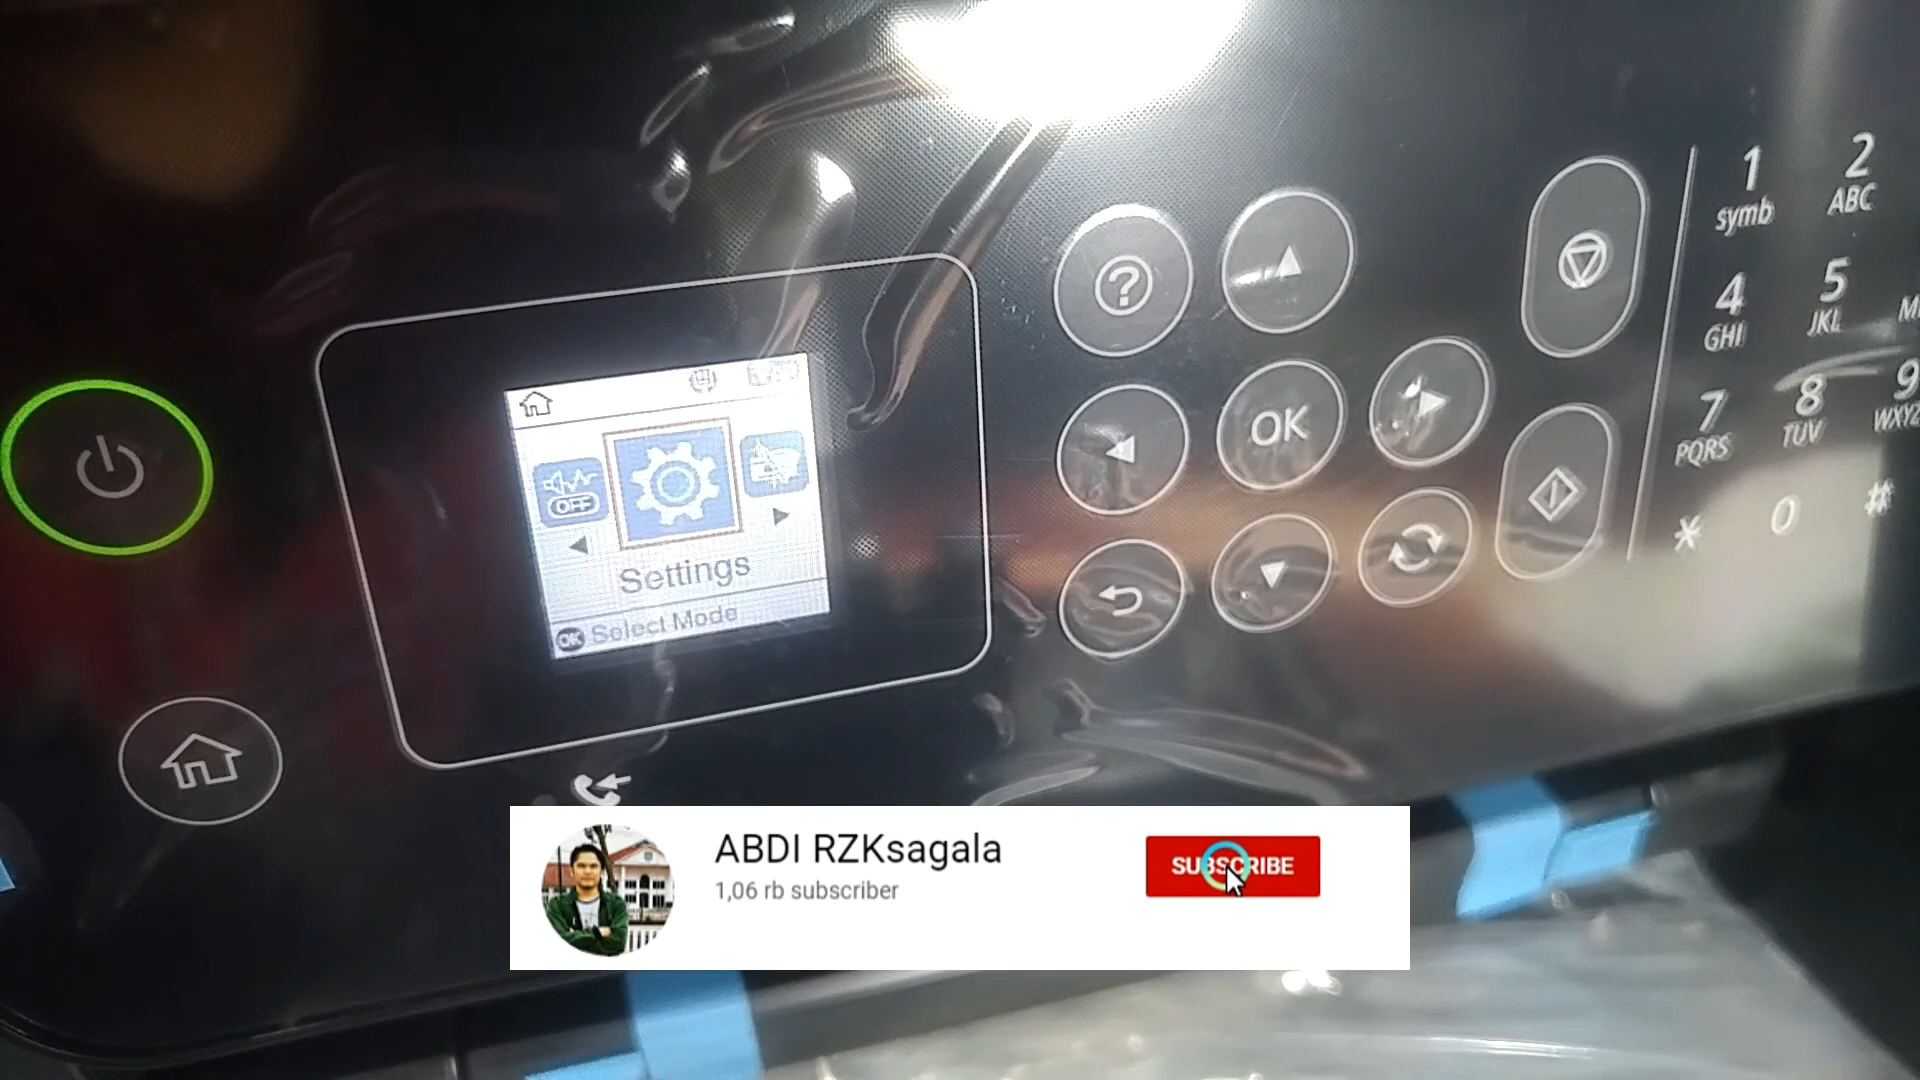 OFF
Settings
OK Select Mode
?
OK
1
symb
2
ABC
4
GHI
5
JKL
7
PQRS
8
TUV
9
WXYZ
*
0
#
ABDI RZKsagala
1,06 rb subscriber
SUBSCRIBE